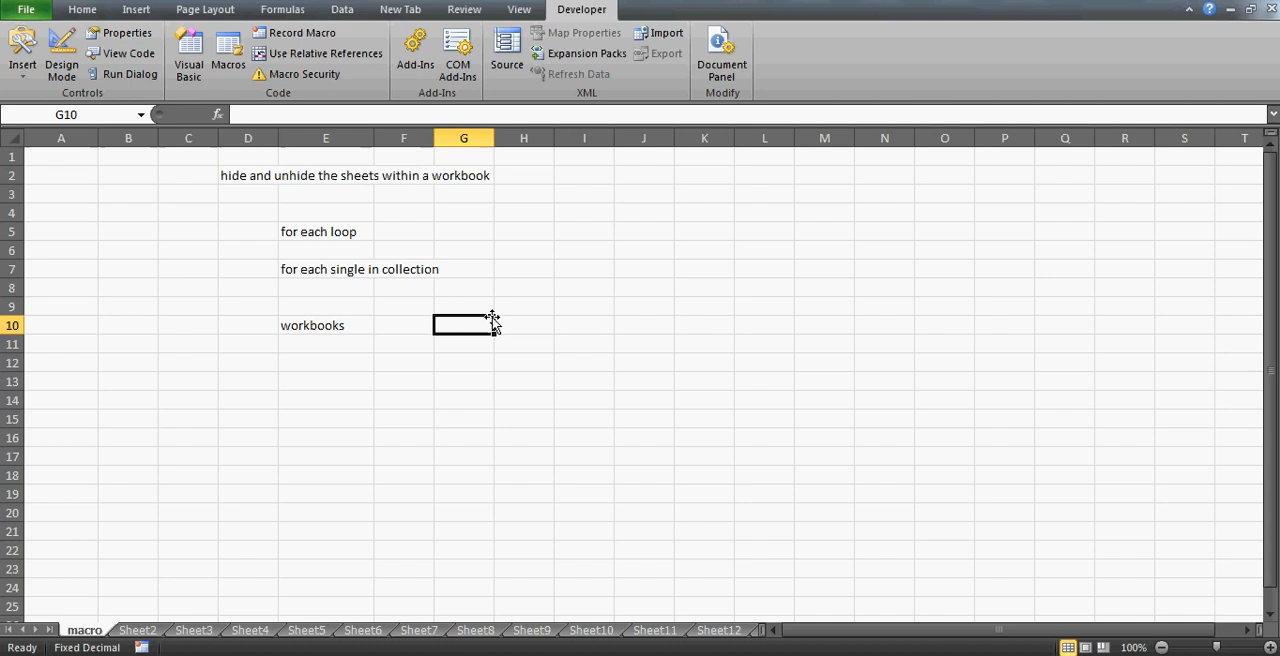 File Home Insert Page Layout Formulas Data New Tab Review View Developer
Properties Record Macro Map Properties Import
View Code Use Relative References Expansion Packs Export
Insert Design Mode Run Dialog Visual Basic Macros Macro Security Add-Ins COM Add-Ins Source Refresh Data Document Panel
Controls Code Add-Ins XML Modify
G10 fx
A B C D E F G H I J K L M N O P Q R S T
1
2 hide and unhide the sheets within a workbook
3
4
5 for each loop
6
7 for each single in collection
8
9
10 workbooks
11
12
13
14
15
16
17
18
19
20
21
22
23
24
25
macro Sheet2 Sheet3 Sheet4 Sheet5 Sheet6 Sheet7 Sheet8 Sheet9 Sheet10 Sheet11 Sheet12
Ready Fixed Decimal 100%